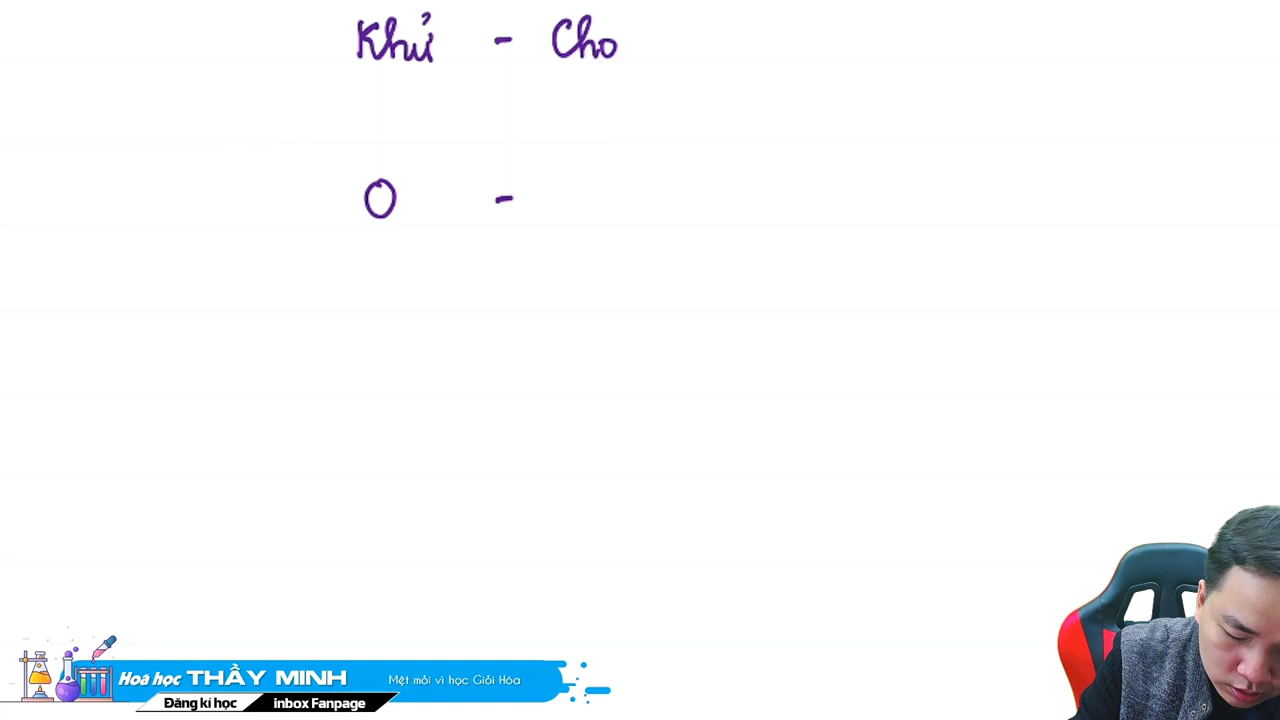 Khử - Cho
O -
Hoá học THẦY MINH
Mệt mỏi vì học Giỏi Hóa
Đăng kí học
inbox Fanpage